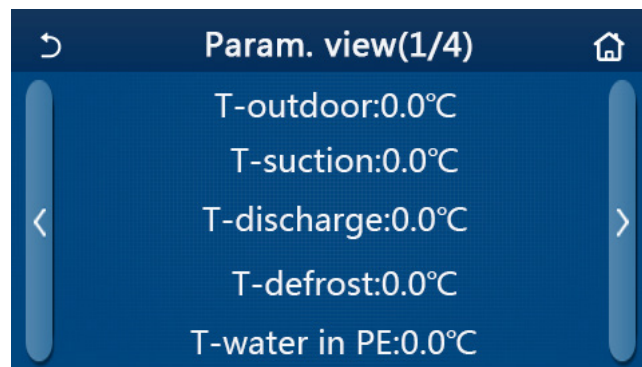 Param. view(1/4)
T-outdoor:0.0℃
T-suction:0.0℃
T-discharge:0.0℃
T-defrost:0.0℃
T-water in PE:0.0℃